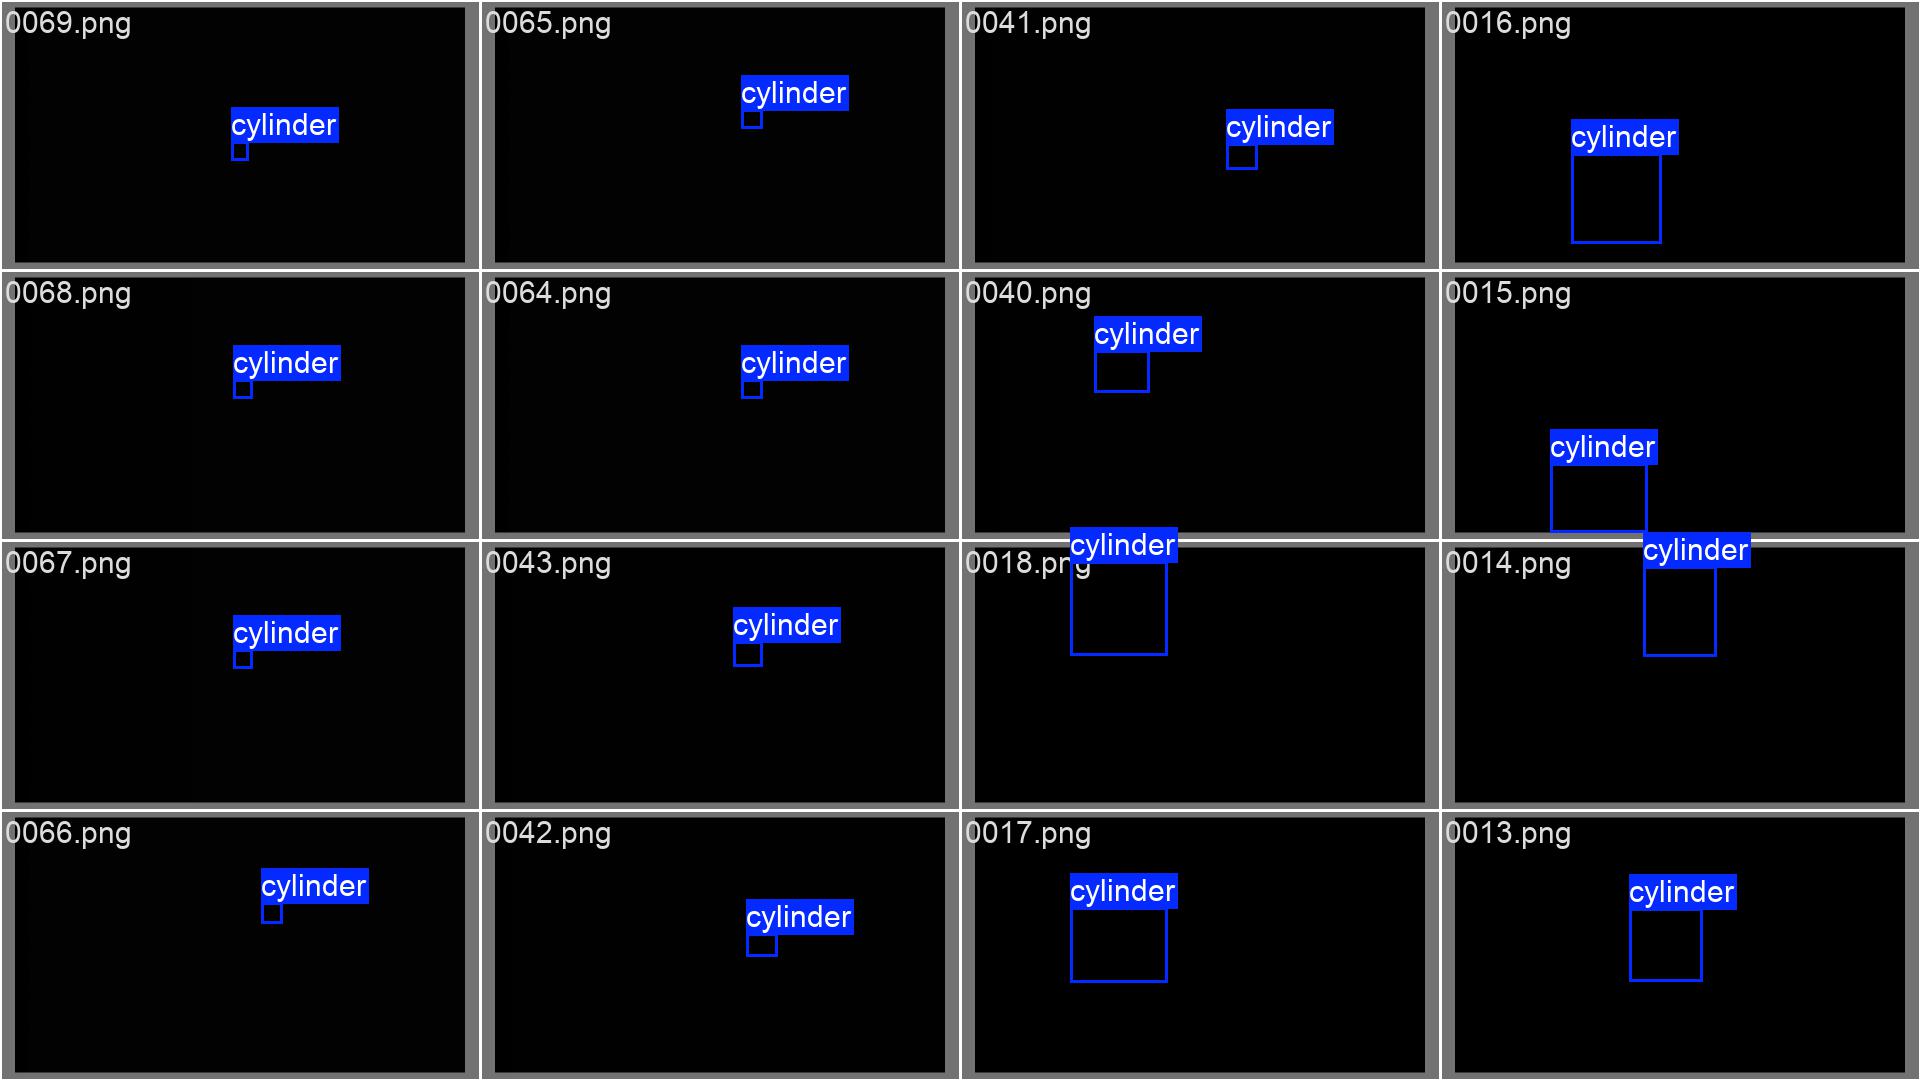 0069.png
cylinder
0065.png
cylinder
0041.png
cylinder
0016.png
cylinder
0068.png
cylinder
0064.png
cylinder
0040.png
cylinder
0015.png
cylinder
0067.png
cylinder
0043.png
cylinder
0018.png
cylinder
0014.png
cylinder
0066.png
cylinder
0042.png
cylinder
0017.png
cylinder
0013.png
cylinder